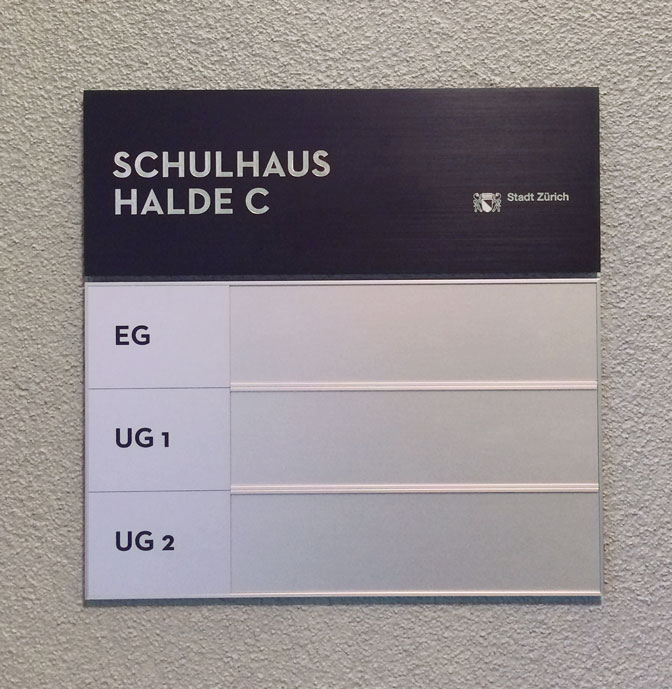 SCHULHAUS
HALDE C
Stadt Zürich
EG
UG 1
UG 2